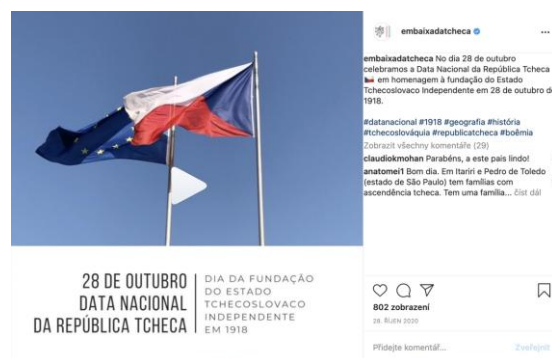 28 DE OUTUBRO
DATA NACIONAL
DA REPÚBLICA TCHECA
DIA DA FUNDAÇÃO
DO ESTADO
TCHECOSLOVACO
INDEPENDENTE
EM 1918
embaixadatcheca
embaixadatcheca No dia 28 de outubro
celebramos a Data Nacional da República Tcheca
em homenagem à fundação do Estado
Tchecoslovaco Independente em 28 de outubro de
1918.
#datanacional #1918 #geografia #história
#tchecoslováquia #republicatcheca #boêmia
Zobrazit všechny komentáře (29)
claudiokmohan Parabéns, a este pais lindo!
anatomei1 Bom dia. Em Itariri e Pedro de Toledo
(estado de São Paulo) tem famílias com
ascendência tcheca. Tem uma família... číst dál
802 zobrazení
28. ŘÍJEN 2020
Přidejte komentář...
Zveřejnit